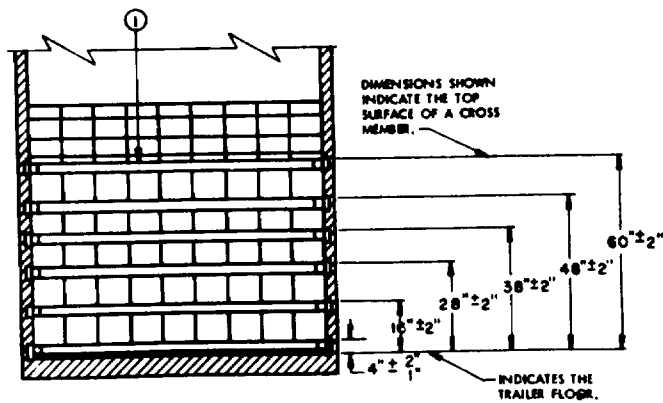 1
DIMENSIONS SHOWN
INDICATE THE TOP
SURFACE OF A CROSS
MEMBER.
60"±2"
48"±2"
38"±2"
28"±2"
16"±2"
4" ± 2"
1"
INDICATES THE
TRAILER FLOOR.